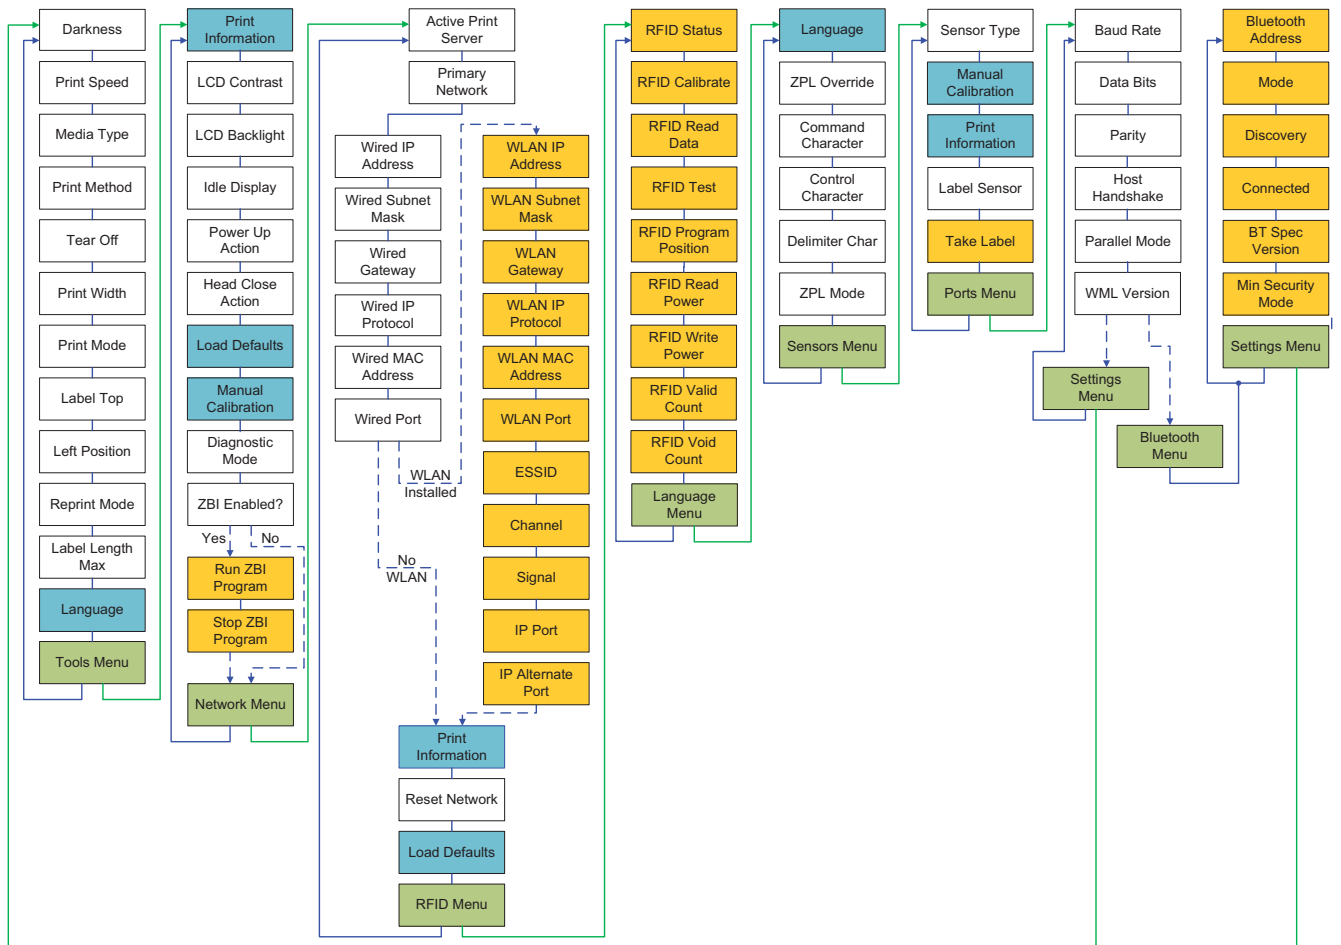 Darkness
Print Speed
Media Type
Print Method
Tear Off
Print Width
Print Mode
Label Top
Left Position
Reprint Mode
Label Length
Max
Language
Tools Menu
Print
Information
LCD Contrast
LCD Backlight
Idle Display
Power Up
Action
Head Close
Action
Load Defaults
Manual
Calibration
Diagnostic
Mode
ZBI Enabled?
Yes
No
Run ZBI
Program
Stop ZBI
Program
Network Menu
Active Print
Server
Primary
Network
Wired IP
Address
Wired Subnet
Mask
Wired
Gateway
Wired IP
Protocol
Wired MAC
Address
Wired Port
WLAN
Installed
No
WLAN
WLAN IP
Address
WLAN Subnet
Mask
WLAN
Gateway
WLAN IP
Protocol
WLAN MAC
Address
WLAN Port
ESSID
Channel
Signal
IP Port
IP Alternate
Port
Print
Information
Reset Network
Load Defaults
RFID Menu
RFID Status
RFID Calibrate
RFID Read
Data
RFID Test
RFID Program
Position
RFID Read
Power
RFID Write
Power
RFID Valid
Count
RFID Void
Count
Language
Menu
Language
ZPL Override
Command
Character
Control
Character
Delimiter Char
ZPL Mode
Sensors Menu
Sensor Type
Manual
Calibration
Print
Information
Label Sensor
Take Label
Ports Menu
Baud Rate
Data Bits
Parity
Host
Handshake
Parallel Mode
WML Version
Settings
Menu
Bluetooth
Menu
Bluetooth
Address
Mode
Discovery
Connected
BT Spec
Version
Min Security
Mode
Settings Menu